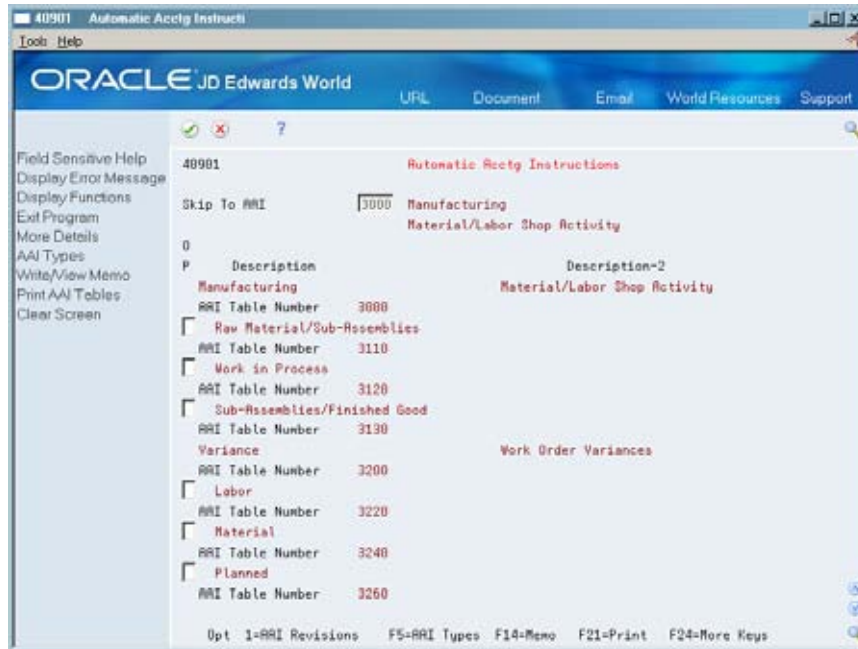 40901 Automatic Acctg Instructi
Tools Help
ORACLE JD Edwards World
URL Document Email World Resources Support
?
Field Sensitive Help
Display Error Message
Display Functions
Exit Program
More Details
AAI Types
Write/View Memo
Print AAI Tables
Clear Screen
40901 Automatic Acctg Instructions
Skip To AAI 3000 Manufacturing
Material/Labor Shop Activity
O
P Description Description-2
Manufacturing Material/Labor Shop Activity
AAI Table Number 3000
Raw Material/Sub-Assemblies
AAI Table Number 3110
Work in Process
AAI Table Number 3120
Sub-Assemblies/Finished Good
AAI Table Number 3130
Variance Work Order Variances
AAI Table Number 3200
Labor
AAI Table Number 3220
Material
AAI Table Number 3240
Planned
AAI Table Number 3260
Opt 1=AAI Revisions F5=AAI Types F14=Memo F21=Print F24=More Keys